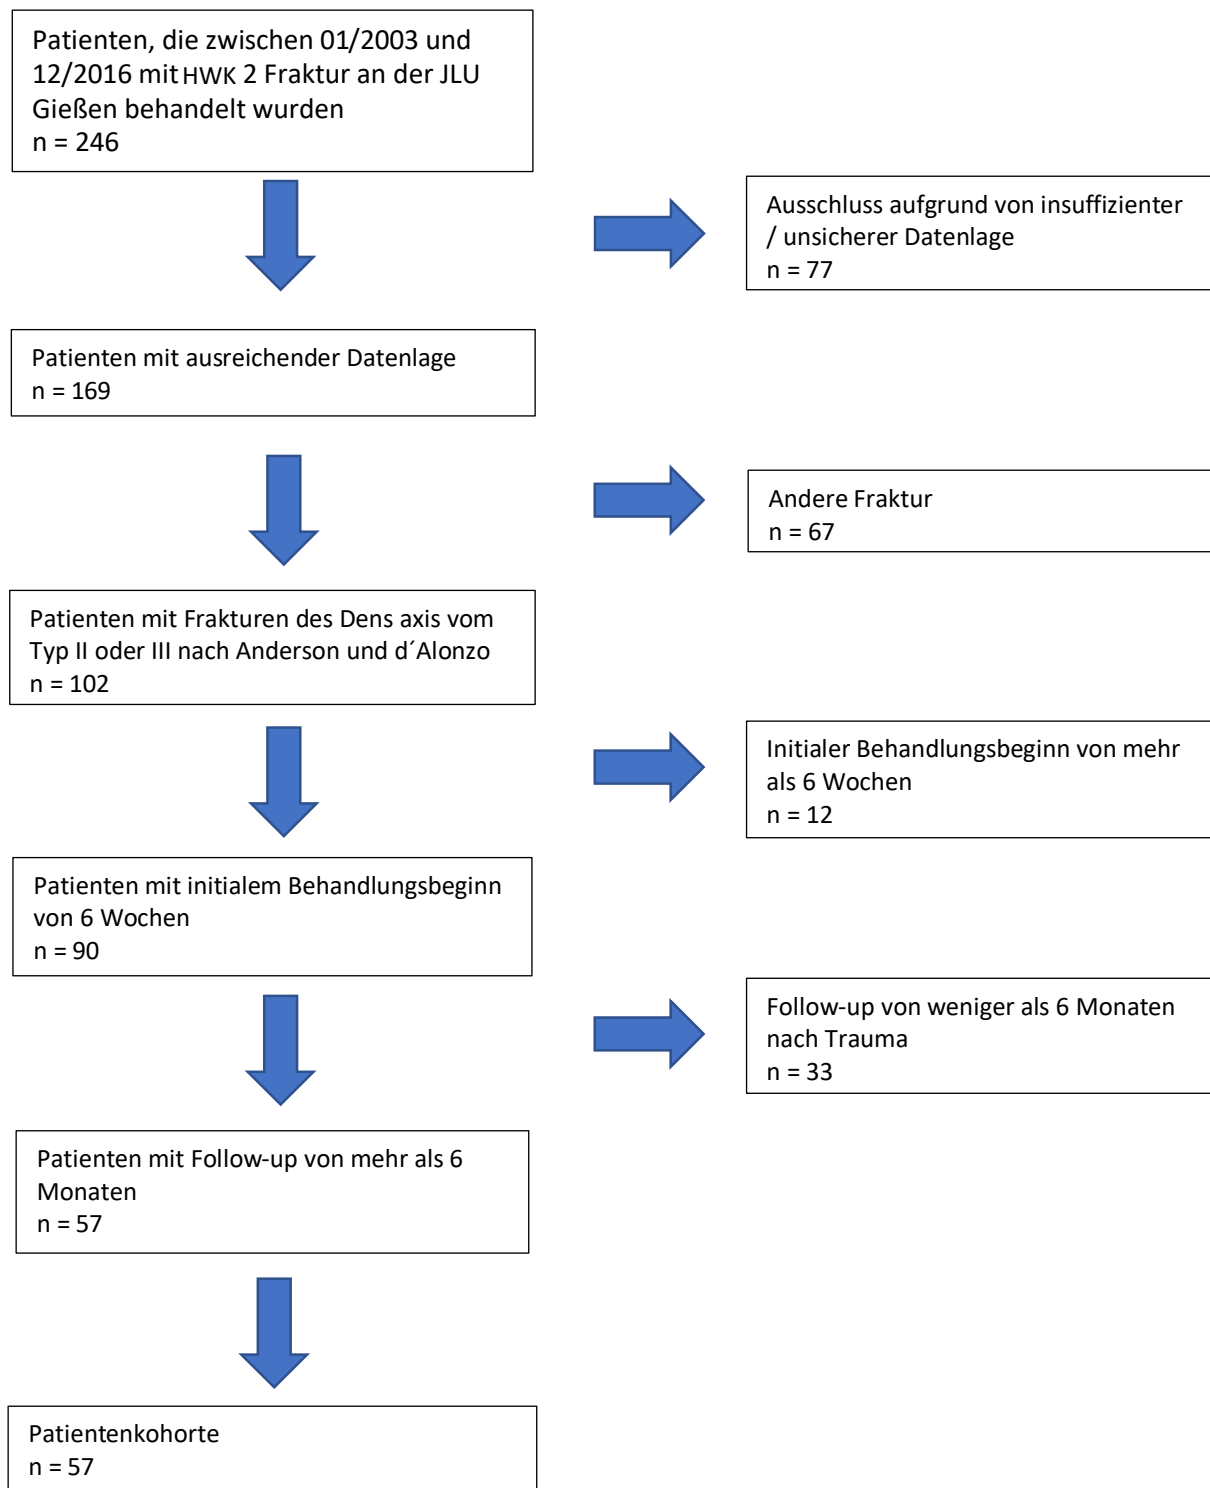 Patienten, die zwischen 01/2003 und
12/2016 mit HWK 2 Fraktur an der JLU
Gießen behandelt wurden
n = 246
Ausschluss aufgrund von insuffizienter
/ unsicherer Datenlage
n = 77
Patienten mit ausreichender Datenlage
n = 169
Andere Fraktur
n = 67
Patienten mit Frakturen des Dens axis vom
Typ II oder III nach Anderson und d´Alonzo
n = 102
Initialer Behandlungsbeginn von mehr
als 6 Wochen
n = 12
Patienten mit initialem Behandlungsbeginn
von 6 Wochen
n = 90
Follow-up von weniger als 6 Monaten
nach Trauma
n = 33
Patienten mit Follow-up von mehr als 6
Monaten
n = 57
Patientenkohorte
n = 57